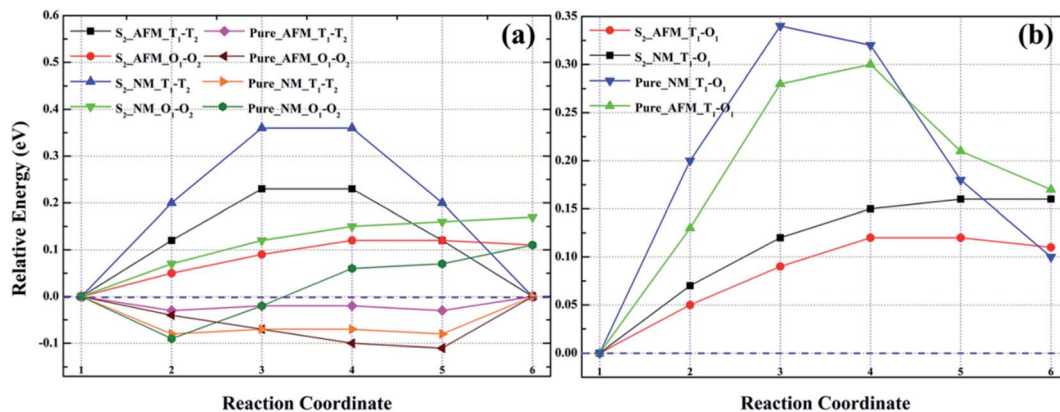 (a)
S₂_AFM_T₁-T₂
S₂_AFM_O₁-O₂
S₂_NM_T₁-T₂
S₂_NM_O₁-O₂
Pure_AFM_T₁-T₂
Pure_AFM_O₁-O₂
Pure_NM_T₁-T₂
Pure_NM_O₁-O₂
Relative Energy (eV)
0.6
0.5
0.4
0.3
0.2
0.1
0.0
-0.1
1 2 3 4 5 6
Reaction Coordinate
(b)
S₂_AFM_T₁-O₁
S₂_NM_T₁-O₁
Pure_NM_T₁-O₁
Pure_AFM_T₁-O₁
0.35
0.30
0.25
0.20
0.15
0.10
0.05
0.00
1 2 3 4 5 6
Reaction Coordinate